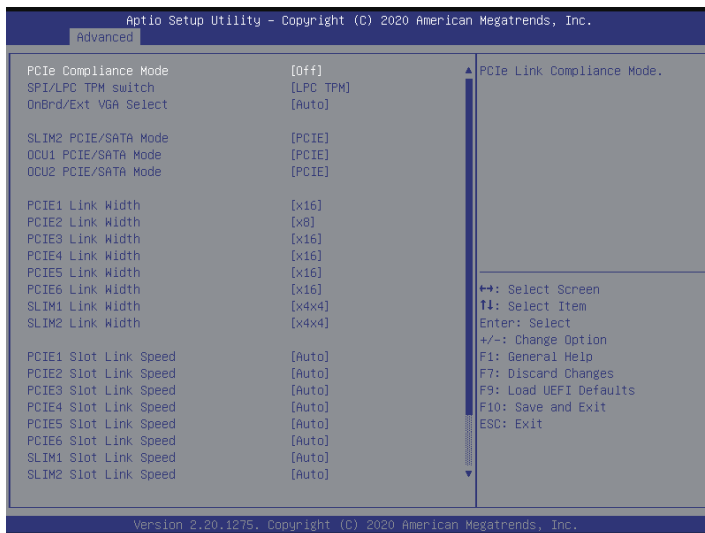 Aptio Setup Utility – Copyright (C) 2020 American Megatrends, Inc.
Advanced
PCIe Compliance Mode [Off]
SPI/LPC TPM switch [LPC TPM]
OnBrd/Ext VGA Select [Auto]
SLIM2 PCIE/SATA Mode [PCIE]
OCU1 PCIE/SATA Mode [PCIE]
OCU2 PCIE/SATA Mode [PCIE]
PCIE1 Link Width [x16]
PCIE2 Link Width [x8]
PCIE3 Link Width [x16]
PCIE4 Link Width [x16]
PCIE5 Link Width [x16]
PCIE6 Link Width [x16]
SLIM1 Link Width [x4x4]
SLIM2 Link Width [x4x4]
PCIE1 Slot Link Speed [Auto]
PCIE2 Slot Link Speed [Auto]
PCIE3 Slot Link Speed [Auto]
PCIE4 Slot Link Speed [Auto]
PCIE5 Slot Link Speed [Auto]
PCIE6 Slot Link Speed [Auto]
SLIM1 Slot Link Speed [Auto]
SLIM2 Slot Link Speed [Auto]
PCIe Link Compliance Mode.
↔: Select Screen
↑↓: Select Item
Enter: Select
+/-: Change Option
F1: General Help
F7: Discard Changes
F9: Load UEFI Defaults
F10: Save and Exit
ESC: Exit
Version 2.20.1275. Copyright (C) 2020 American Megatrends, Inc.